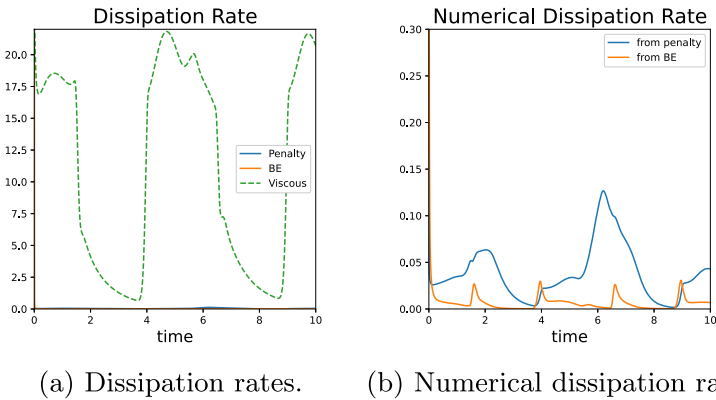 Dissipation Rate
20.0
17.5
15.0
12.5
10.0
7.5
5.0
2.5
0.0
Penalty
BE
Viscous
0 2 4 6 8 10
time
Numerical Dissipation Rate
0.30
0.25
0.20
0.15
0.10
0.05
0.00
from penalty
from BE
0 2 4 6 8 10
time
(a) Dissipation rates.
(b) Numerical dissipation ra